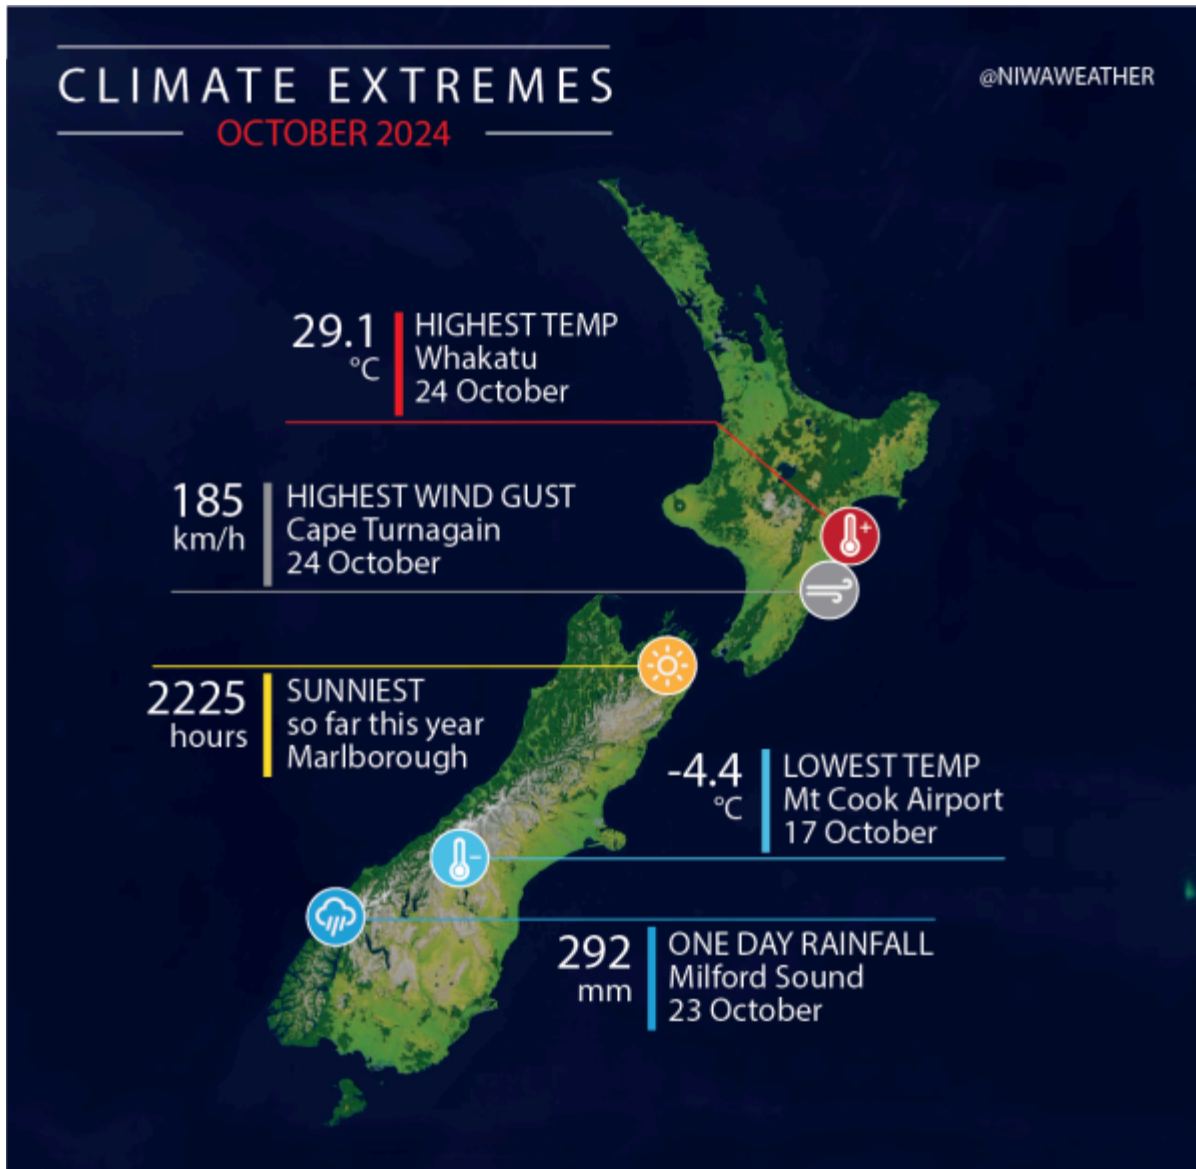 CLIMATE EXTREMES
OCTOBER 2024
@NIWAWEATHER
29.1
°C
HIGHEST TEMP
Whakatu
24 October
185
km/h
HIGHEST WIND GUST
Cape Turnagain
24 October
2225
hours
SUNNIEST
so far this year
Marlborough
-4.4
°C
LOWEST TEMP
Mt Cook Airport
17 October
292
mm
ONE DAY RAINFALL
Milford Sound
23 October